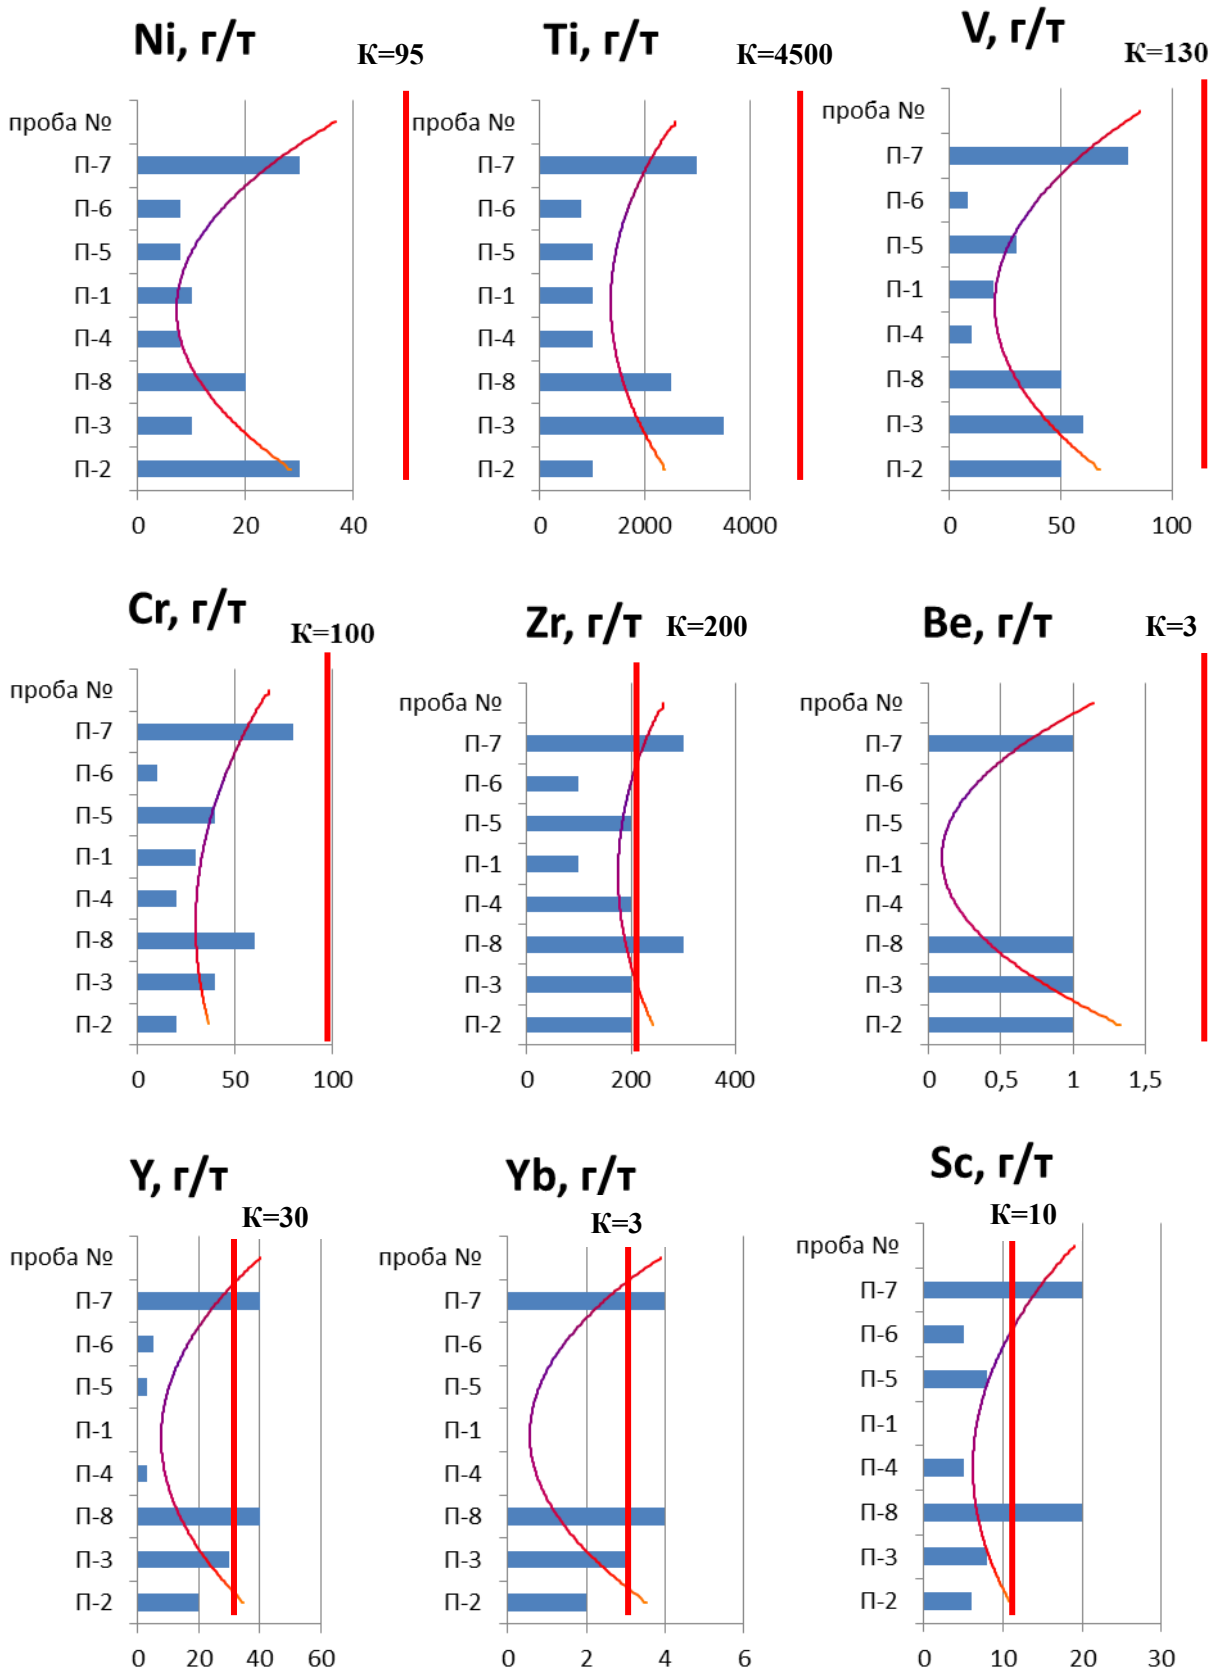 Ni, г/т
К=95
проба №
П-7
П-6
П-5
П-1
П-4
П-8
П-3
П-2
0 20 40
Ti, г/т
К=4500
проба №
П-7
П-6
П-5
П-1
П-4
П-8
П-3
П-2
0 2000 4000
V, г/т
К=130
проба №
П-7
П-6
П-5
П-1
П-4
П-8
П-3
П-2
0 50 100
Cr, г/т
К=100
проба №
П-7
П-6
П-5
П-1
П-4
П-8
П-3
П-2
0 50 100
Zr, г/т К=200
проба №
П-7
П-6
П-5
П-1
П-4
П-8
П-3
П-2
0 200 400
Be, г/т К=3
проба №
П-7
П-6
П-5
П-1
П-4
П-8
П-3
П-2
0 0,5 1 1,5
Y, г/т
К=30
проба №
П-7
П-6
П-5
П-1
П-4
П-8
П-3
П-2
0 20 40 60
Yb, г/т
К=3
проба №
П-7
П-6
П-5
П-1
П-4
П-8
П-3
П-2
0 2 4 6
Sc, г/т
К=10
проба №
П-7
П-6
П-5
П-1
П-4
П-8
П-3
П-2
0 10 20 30